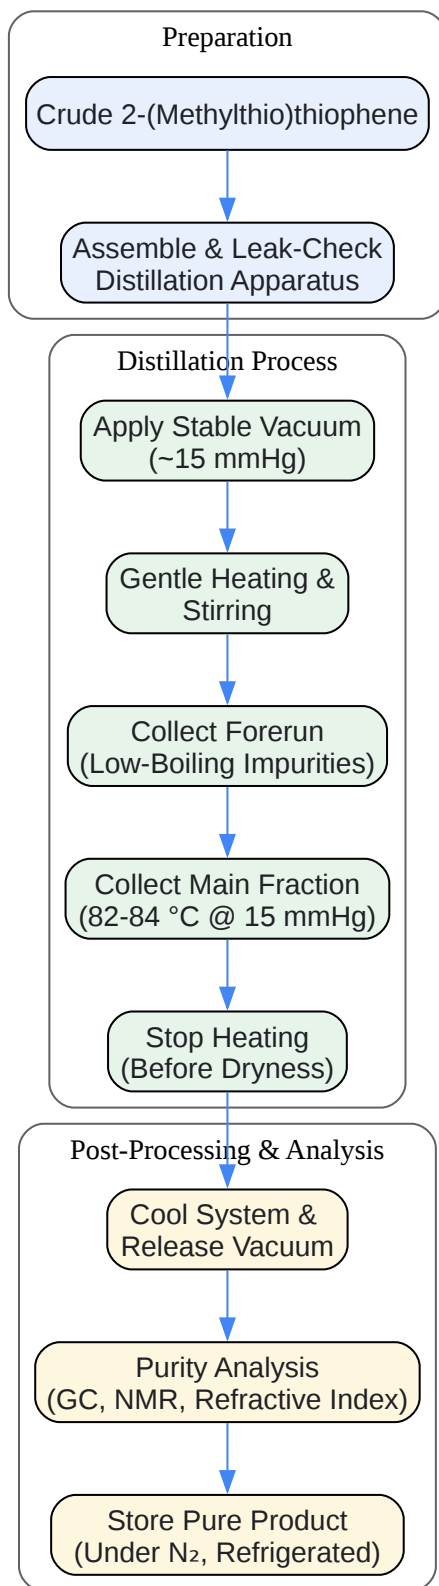 Preparation
Crude 2-(Methylthio)thiophene
Assemble & Leak-Check
Distillation Apparatus
Distillation Process
Apply Stable Vacuum
(~15 mmHg)
Gentle Heating &
Stirring
Collect Forerun
(Low-Boiling Impurities)
Collect Main Fraction
(82-84 °C @ 15 mmHg)
Stop Heating
(Before Dryness)
Post-Processing & Analysis
Cool System &
Release Vacuum
Purity Analysis
(GC, NMR, Refractive Index)
Store Pure Product
(Under N₂, Refrigerated)